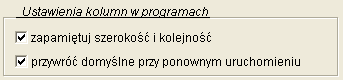 Ustawienia kolumn w programach
zapamiętuj szerokość i kolejność
przywróć domyślne przy ponownym uruchomieniu